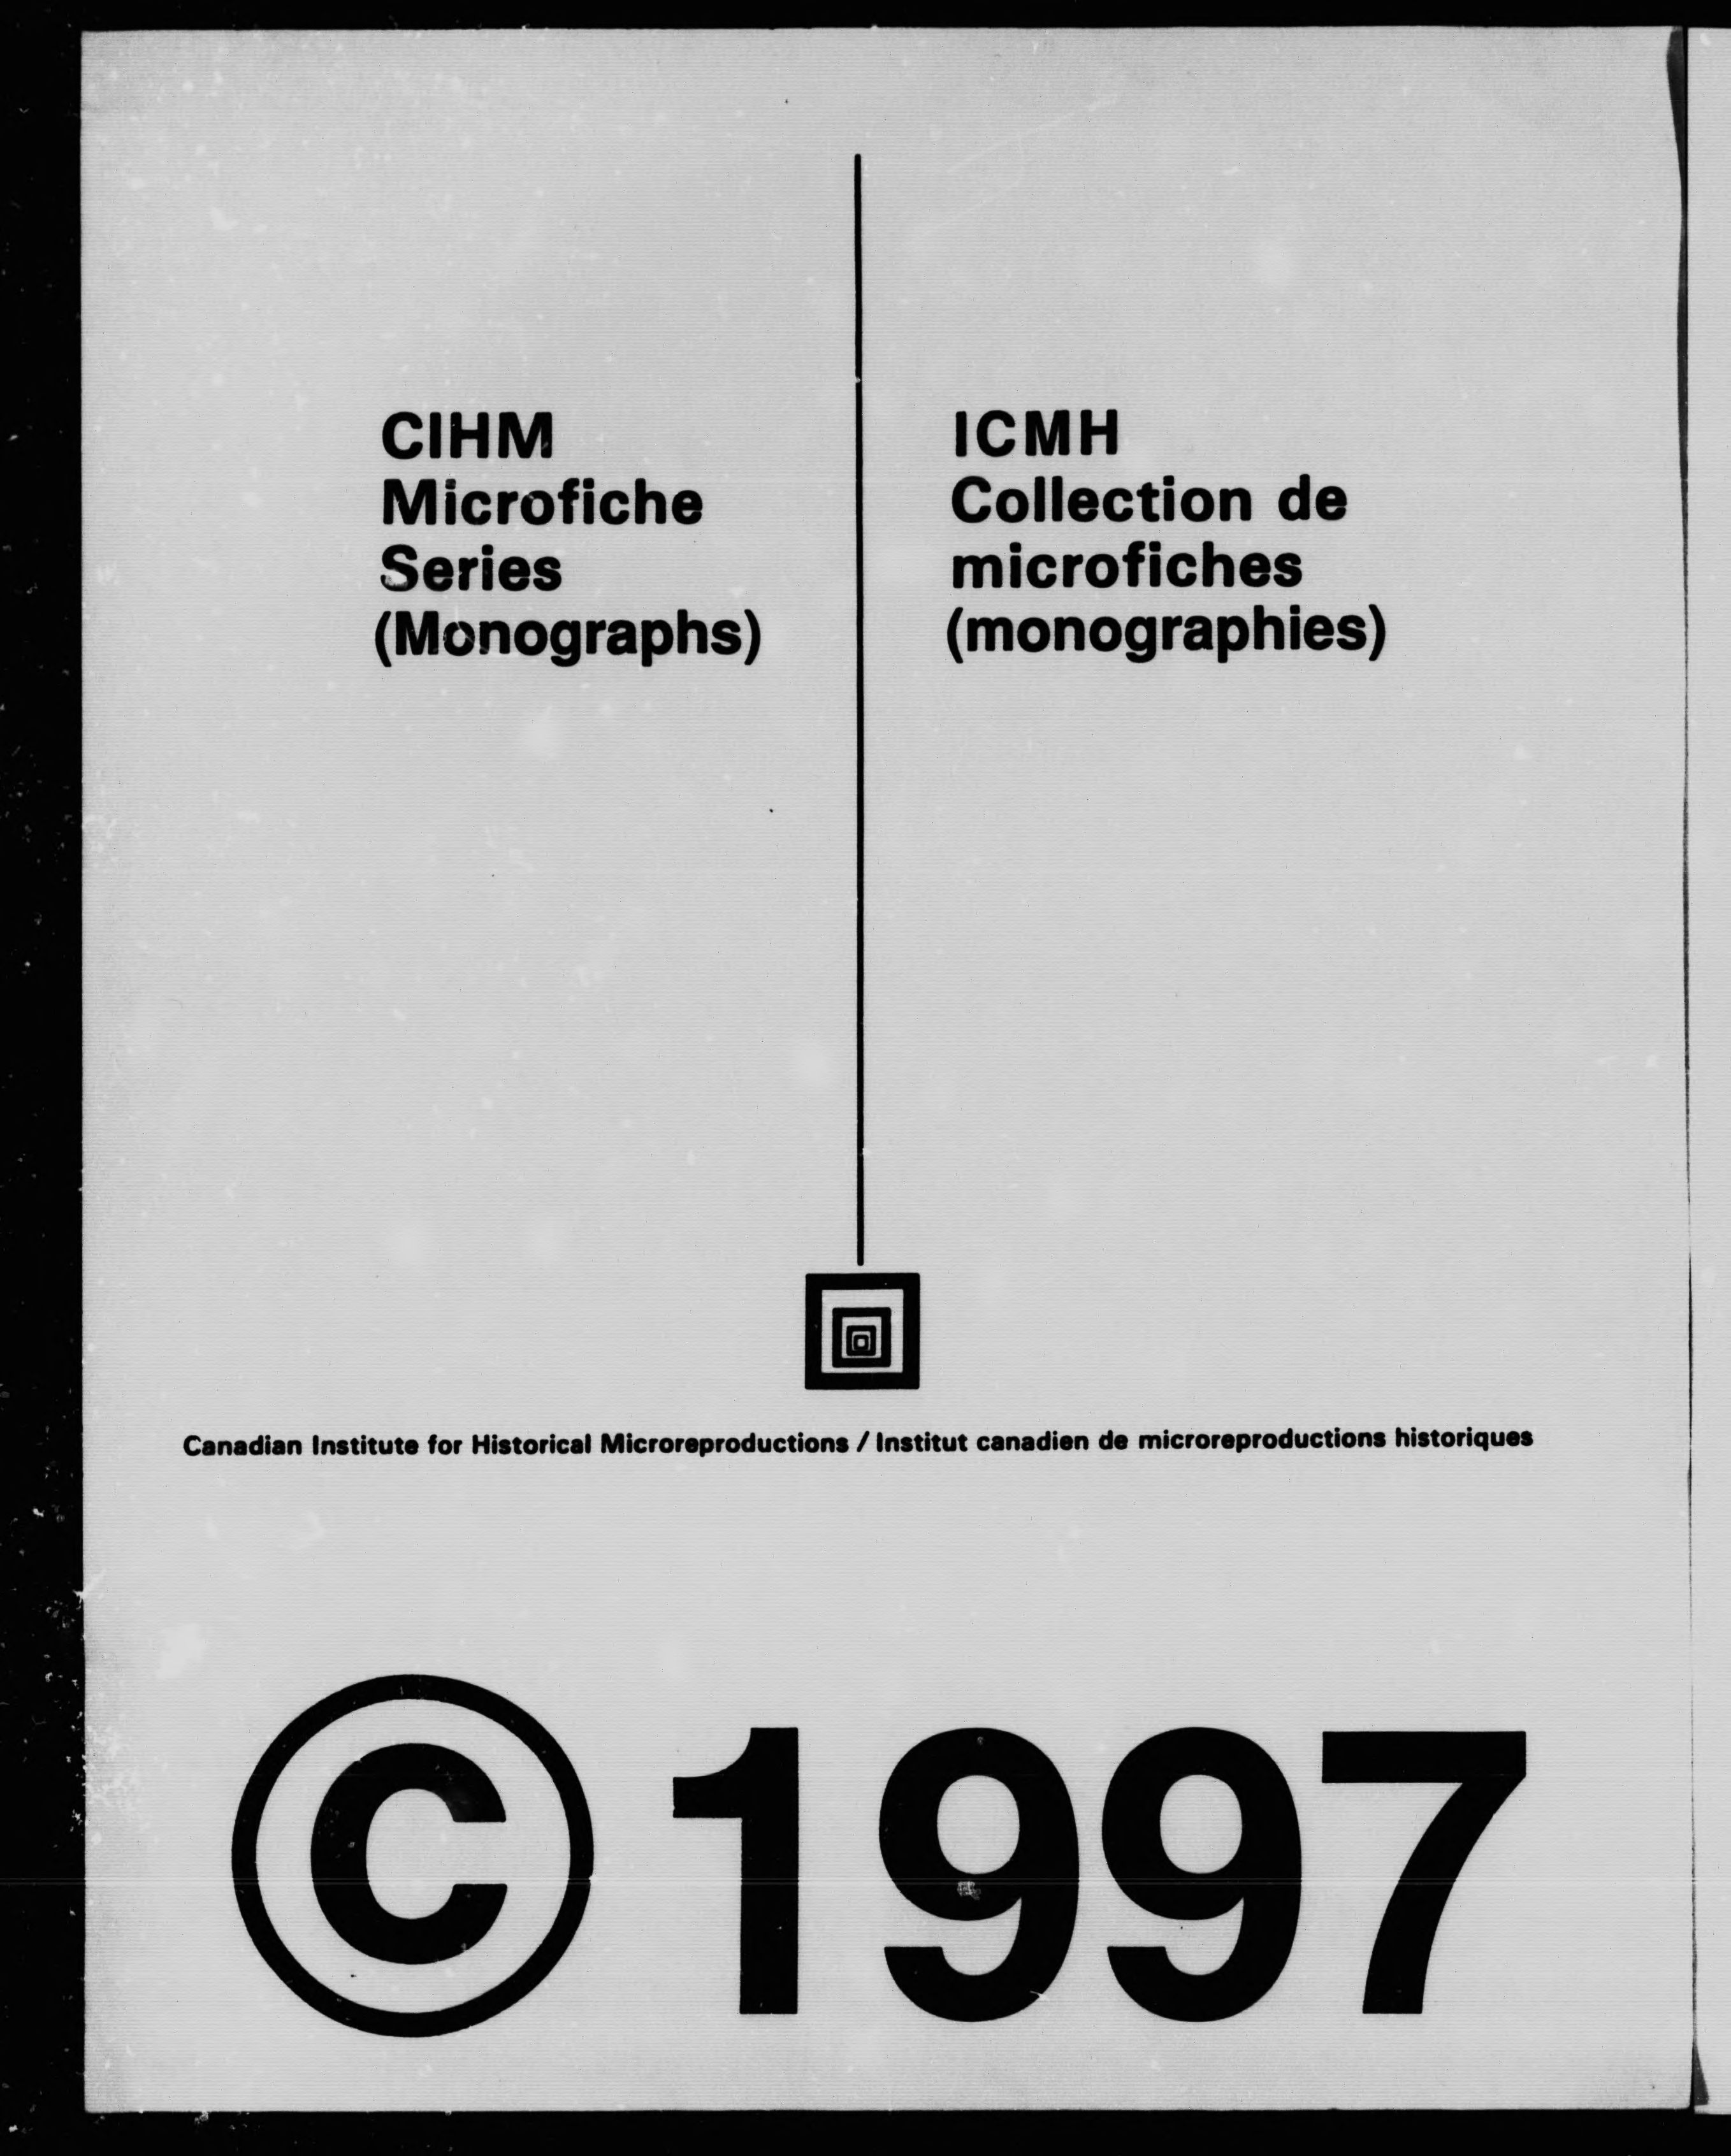 CIHM
Microfiche
Series
(Monographs)
ICMH
Collection de
microfiches
(monographies)
Canadian Institute for Historical Microreproductions / Institut canadien de microreproductions historiques
© 1997